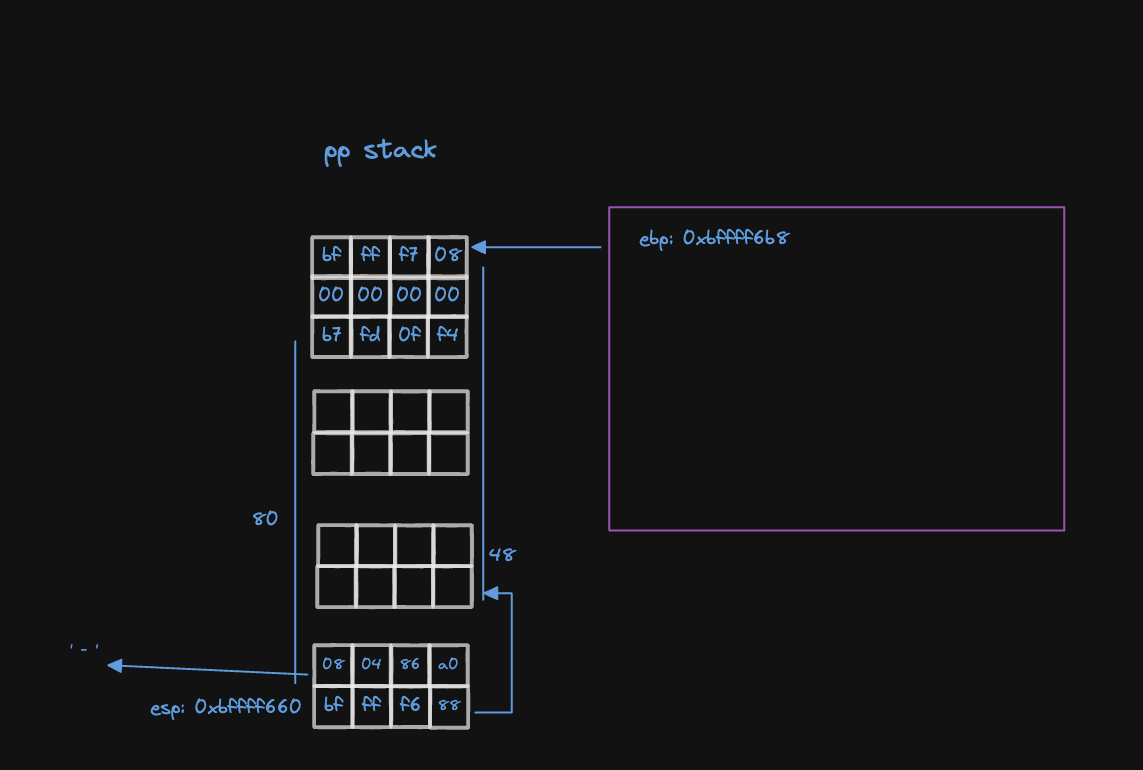 pp stack
ebp: 0xbffff6b8
bf ff f7 08
00 00 00 00
b7 fd 0f f4
80
48
' - '
08 04 86 a0
esp: 0xbffff660
bf ff f6 88